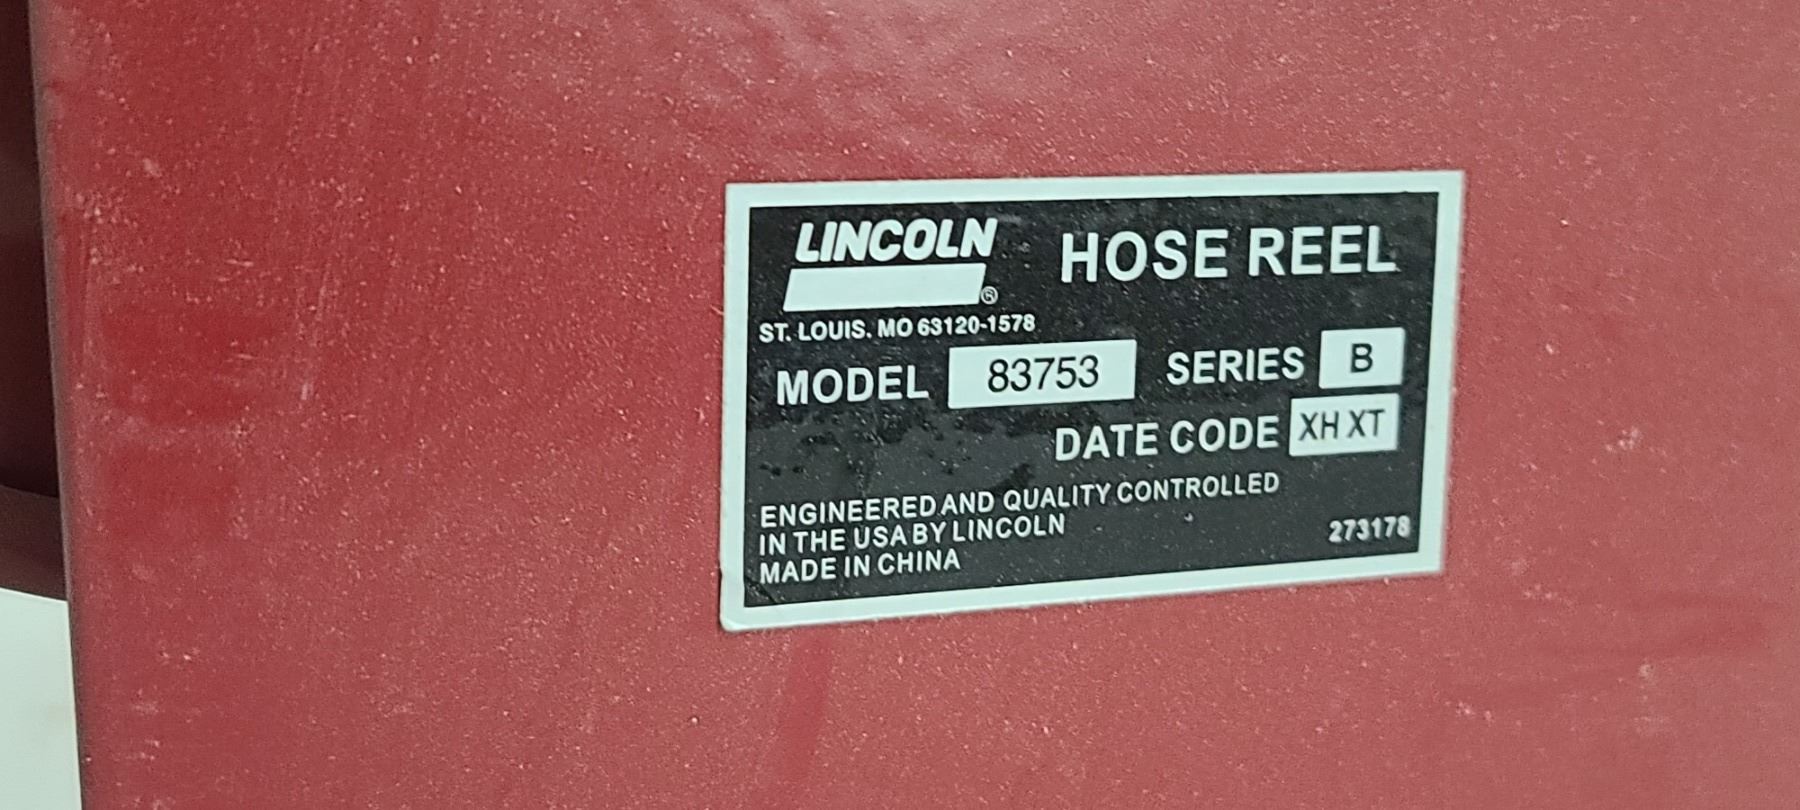 LINCOLN ® HOSE REEL
ST. LOUIS. MO 63120-1578
MODEL 83753 SERIES B
DATE CODE XH XT
ENGINEERED AND QUALITY CONTROLLED
IN THE USA BY LINCOLN
MADE IN CHINA
273178